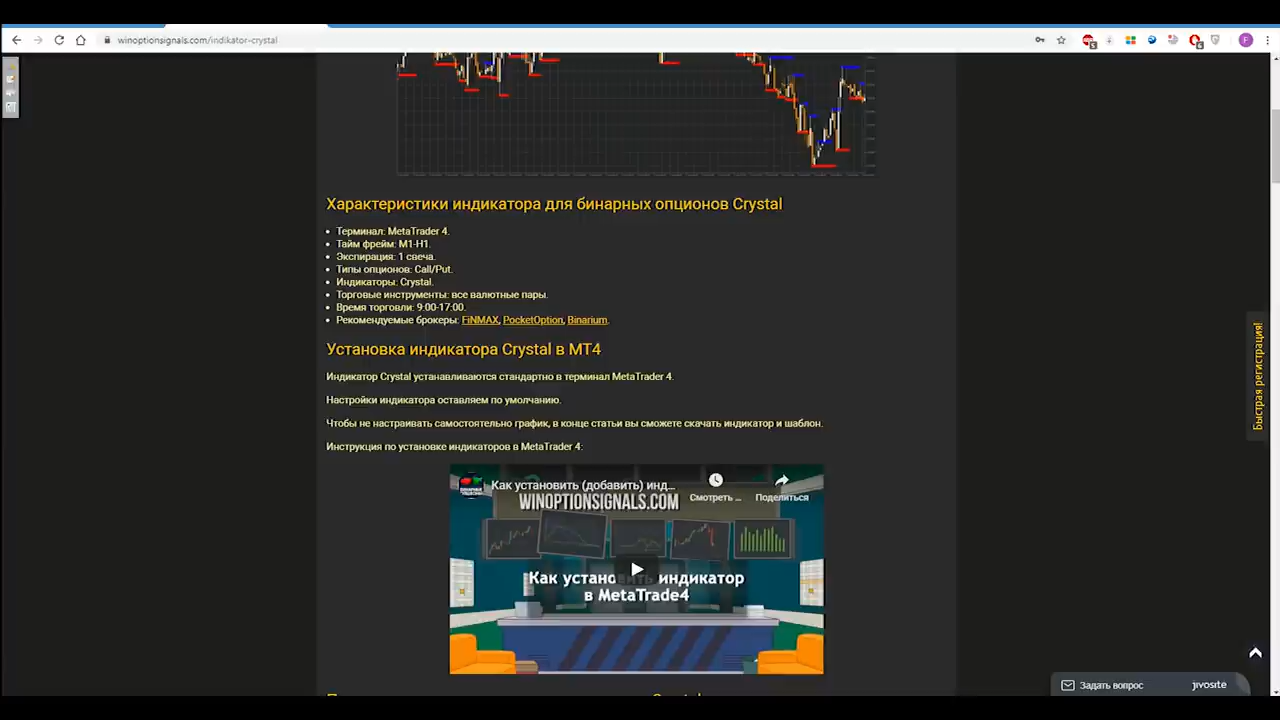 winoptionsignals.com/indikator-crystal
Характеристики индикатора для бинарных опционов Crystal
Терминал: MetaTrader 4.
Тайм фрейм: M1-H1.
Экспирация: 1 свеча.
Типы опционов: Call/Put.
Индикаторы: Crystal.
Торговые инструменты: все валютные пары.
Время торговли: 9:00-17:00.
Рекомендуемые брокеры: FiNMAX, PocketOption, Binarium.
Установка индикатора Crystal в МТ4
Индикатор Crystal устанавливаются стандартно в терминал MetaTrader 4.
Настройки индикатора оставляем по умолчанию.
Чтобы не настраивать самостоятельно график, в конце статьи вы сможете скачать индикатор и шаблон.
Инструкция по установке индикаторов в MetaTrader 4:
Как установить (добавить) инд...
Смотреть ...
Поделиться
WINOPTIONSIGNALS.COM
Как установить индикатор
в MetaTrade4
Быстрая регистрация!
Задать вопрос
jivosite